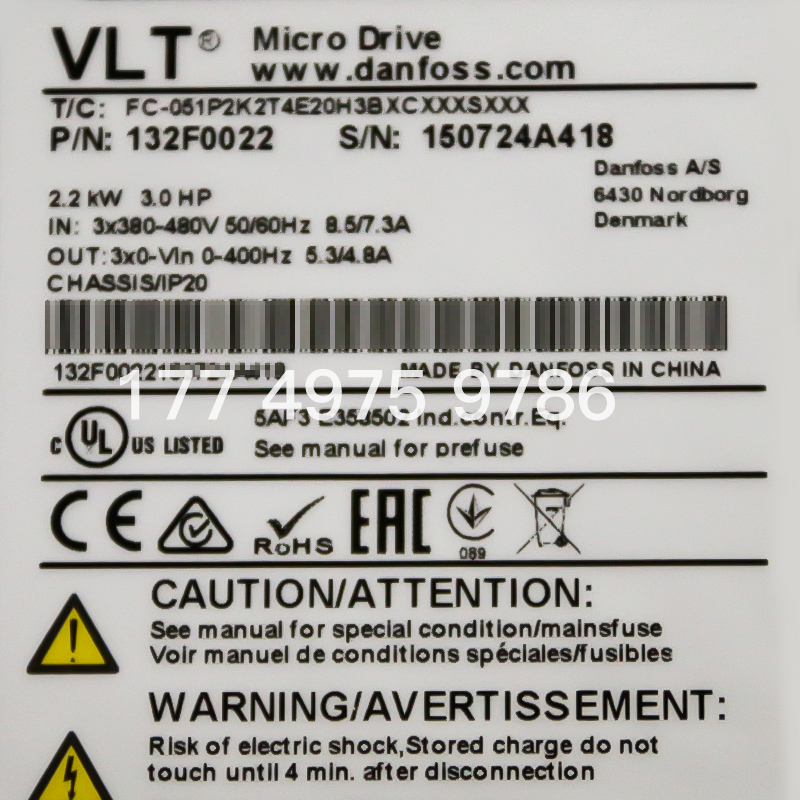 VLT® Micro Drive
www.danfoss.com
T/C: FC-051P2K2T4E20H3BXCXXXSXXX
P/N: 132F0022 S/N: 150724A418
Danfoss A/S
6430 Nordborg
Denmark
2.2 kW 3.0 HP
IN: 3x380-480V 50/60Hz 8.5/7.3A
OUT:3x0-Vin 0-400Hz 5.3/4.8A
CHASSIS/IP20
132F0022 MADE BY DANFOSS IN CHINA
177 4975 9786
C UL US LISTED
5AF3 E358502 Ind.contr.Eq.
See manual for prefuse
CE RoHS EAC 089
CAUTION/ATTENTION:
See manual for special condition/mainsfuse
Voir manuel de conditions spéciales/fusibles
WARNING/AVERTISSEMENT:
Risk of electric shock,Stored charge do not
touch until 4 min. after disconnection